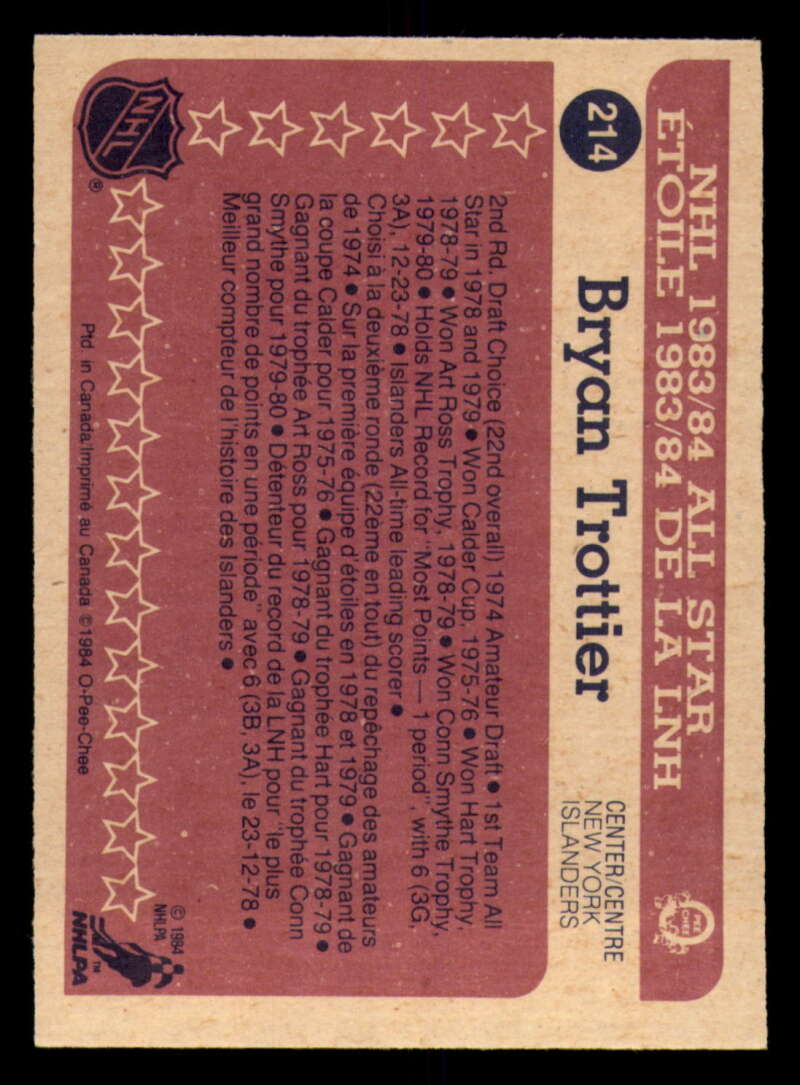 NHL 1983/84 ALL STAR
ÉTOILE 1983/84 DE LA LNH
O
PEE
CHEE
214
Bryan Trottier
CENTER/CENTRE
NEW YORK
ISLANDERS
2nd Rd. Draft Choice (22nd overall) 1974 Amateur Draft • 1st Team All
Star in 1978 and 1979 • Won Calder Cup, 1975-76 • Won Hart Trophy,
1978-79 • Won Art Ross Trophy, 1978-79 • Won Conn Smythe Trophy,
1979-80 • Holds NHL Record for "Most Points — 1 period", with 6 (3G,
3A), 12-23-78 • Islanders All-time leading scorer •
Choisi à la deuxième ronde (22ème en tout) du repêchage des amateurs
de 1974 • Sur la première équipe d'étoiles en 1978 et 1979 • Gagnant de
la coupe Calder pour 1975-76 • Gagnant du trophée Hart pour 1978-79 •
Gagnant du trophée Art Ross pour 1978-79 • Gagnant du trophée Conn
Smythe pour 1979-80 • Détenteur du record de la LNH pour "le plus
grand nombre de points en une période" avec 6 (3B, 3A), le 23-12-78 •
Meilleur compteur de l'histoire des Islanders •
NHL
®
© 1984
NHLPA
NHLPA
™
Ptd. in Canada/Imprimé au Canada © 1984 O-Pee-Chee